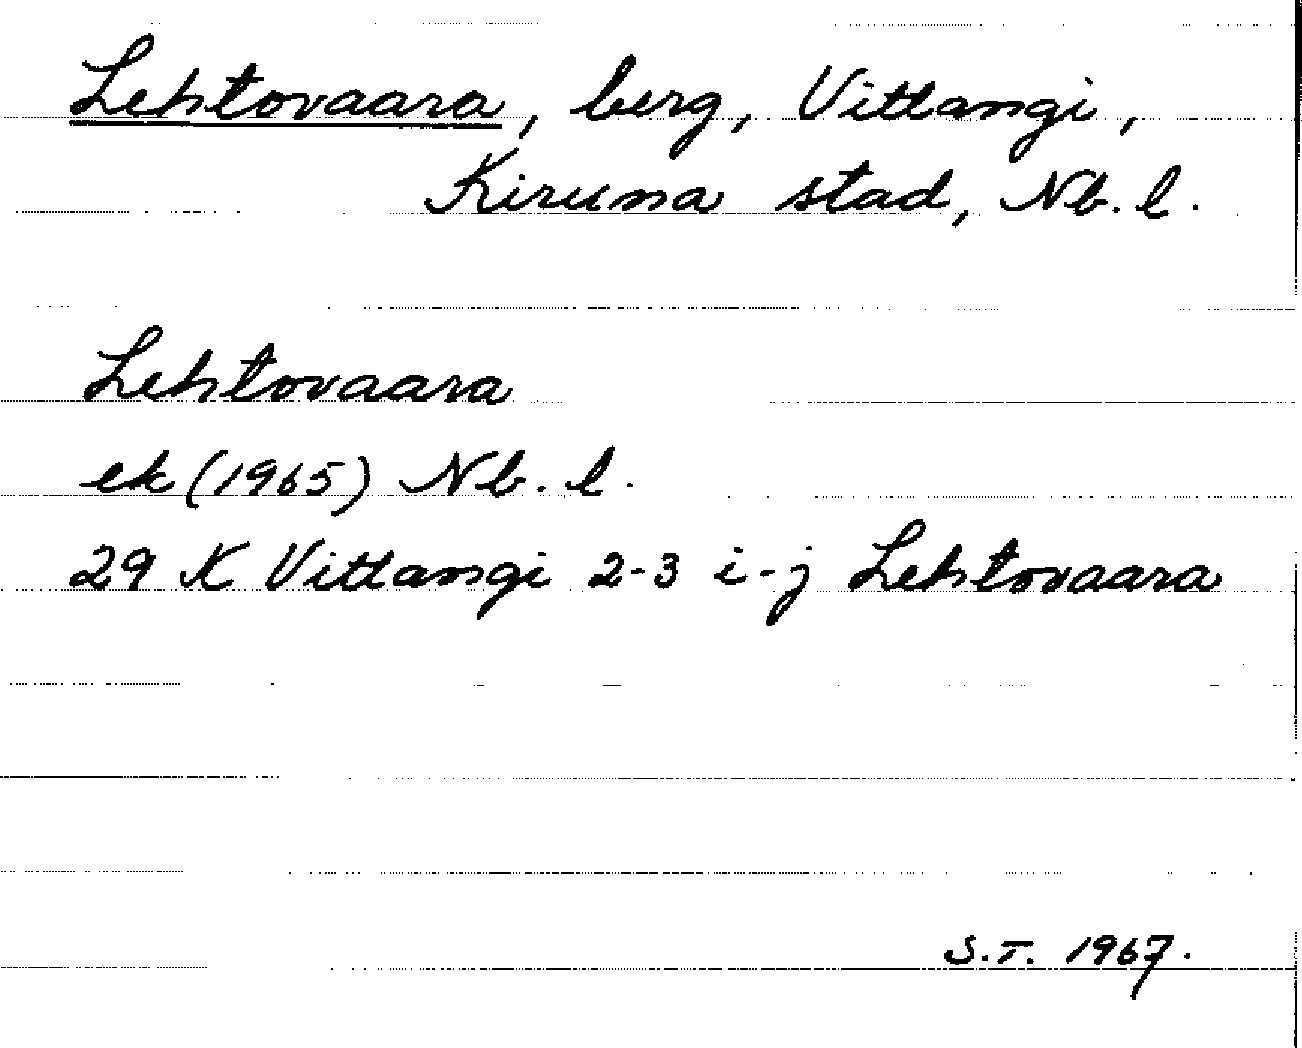 Lehtovaara, berg, Vittangi,
Kiruna stad, Nb. l.
Lehtovaara
ek (1965) Nb. l.
29 K Vittangi 2-3 i-j Lehtovaara
S.T. 1967.